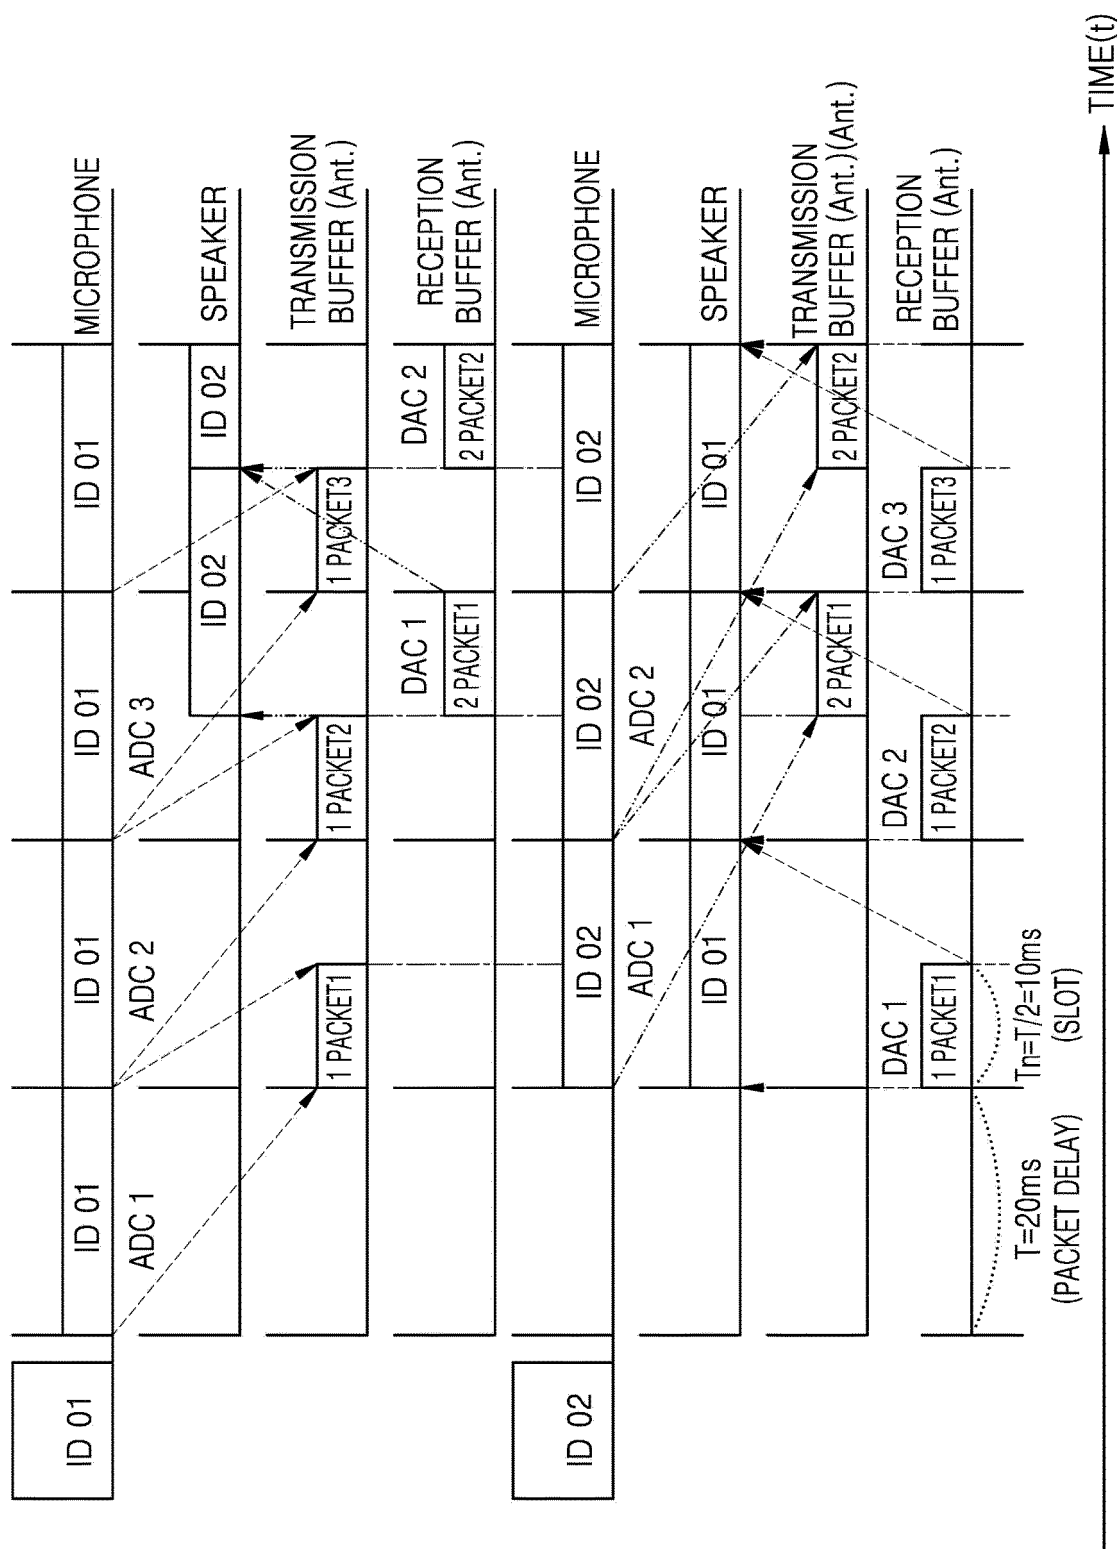 ID 01
ID 01
ID 01
ID 01
ID 01
MICROPHONE
ADC 1
ADC 2
ADC 3
ID 02
ID 02
SPEAKER
1 PACKET1
1 PACKET2
1 PACKET3
TRANSMISSION
BUFFER (Ant.)
DAC 1
DAC 2
2 PACKET1
2 PACKET2
RECEPTION
BUFFER (Ant.)
ID 02
ID 02
ID 02
ID 02
MICROPHONE
ADC 1
ADC 2
ID 01
ID 01
ID 01
SPEAKER
2 PACKET1
2 PACKET2
TRANSMISSION
BUFFER (Ant.)(Ant.)
DAC 1
DAC 2
DAC 3
1 PACKET1
1 PACKET2
1 PACKET3
RECEPTION
BUFFER (Ant.)
T=20ms
(PACKET DELAY)
Tn=T/2=10ms
(SLOT)
TIME(t)